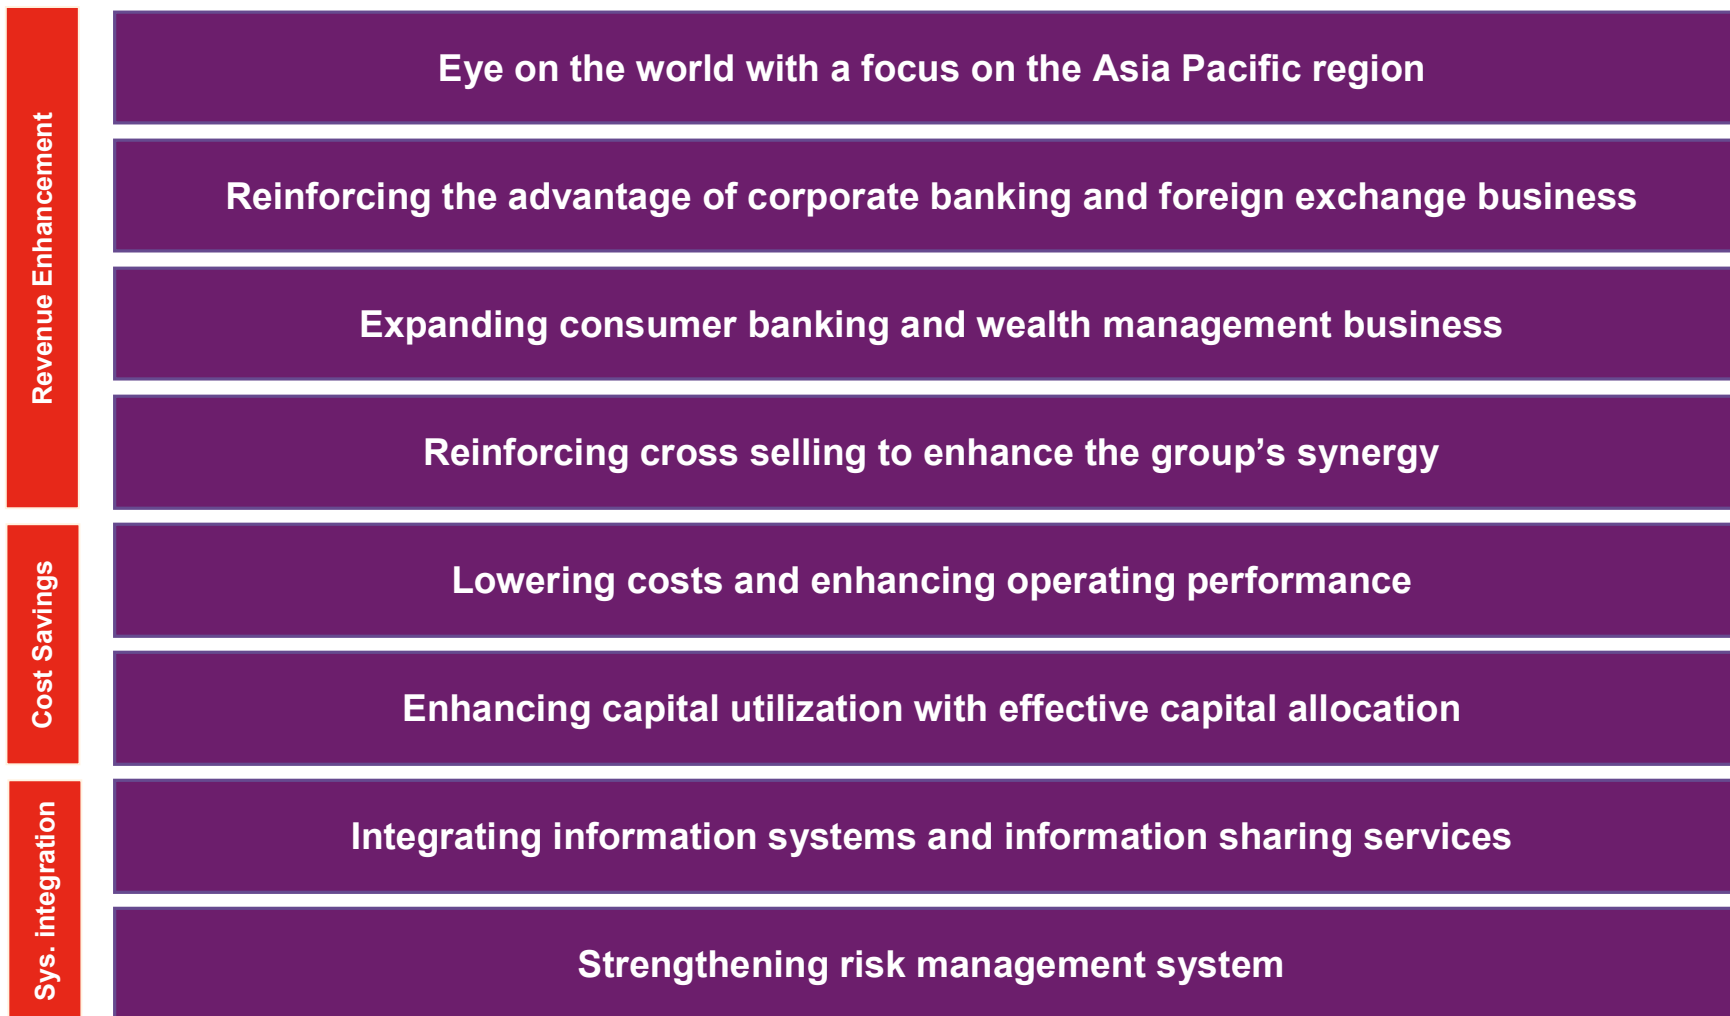 Revenue Enhancement
Eye on the world with a focus on the Asia Pacific region
Reinforcing the advantage of corporate banking and foreign exchange business
Expanding consumer banking and wealth management business
Reinforcing cross selling to enhance the group’s synergy
Cost Savings
Lowering costs and enhancing operating performance
Enhancing capital utilization with effective capital allocation
Sys. integration
Integrating information systems and information sharing services
Strengthening risk management system